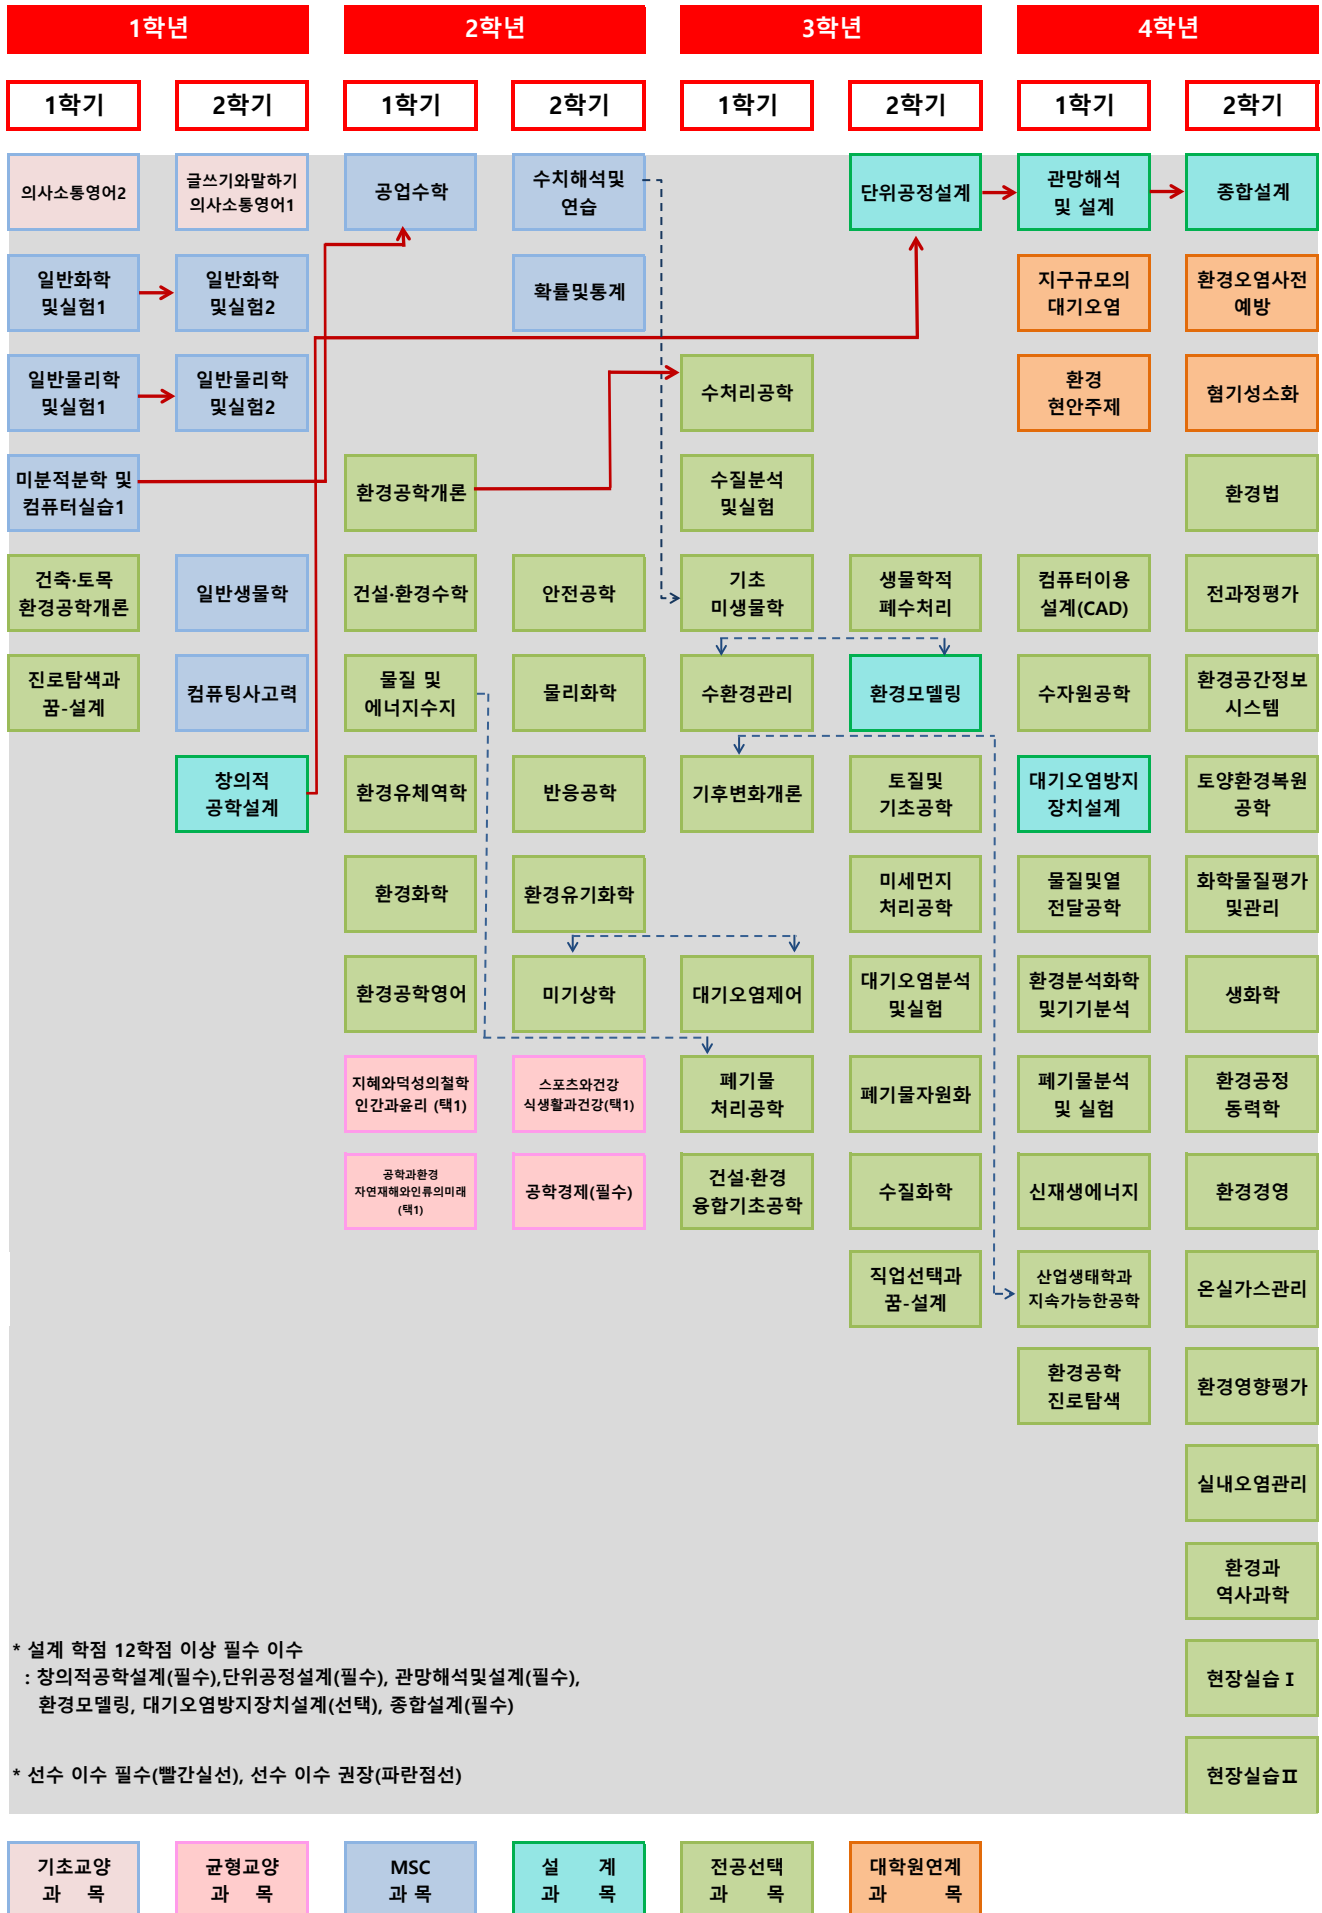 1학년
2학년
3학년
4학년
1학기
2학기
1학기
2학기
1학기
2학기
1학기
2학기
의사소통영어2
글쓰기와말하기
의사소통영어1
공업수학
수치해석및
연습
단위공정설계
관망해석
및 설계
종합설계
일반화학
및실험1
일반화학
및실험2
확률및통계
지구규모의
대기오염
환경오염사전
예방
일반물리학
및실험1
일반물리학
및실험2
수처리공학
환경
현안주제
혐기성소화
미분적분학 및
컴퓨터실습1
환경공학개론
수질분석
및실험
환경법
건축·토목
환경공학개론
일반생물학
건설·환경수학
안전공학
기초
미생물학
생물학적
폐수처리
컴퓨터이용
설계(CAD)
전과정평가
진로탐색과
꿈-설계
컴퓨팅사고력
물질 및
에너지수지
물리화학
수환경관리
환경모델링
수자원공학
환경공간정보
시스템
창의적
공학설계
환경유체역학
반응공학
기후변화개론
토질및
기초공학
대기오염방지
장치설계
토양환경복원
공학
환경화학
환경유기화학
미세먼지
처리공학
물질및열
전달공학
화학물질평가
및관리
환경공학영어
미기상학
대기오염제어
대기오염분석
및실험
환경분석화학
및기기분석
생화학
지혜와덕성의철학
인간과윤리 (택1)
스포츠와건강
식생활과건강(택1)
폐기물
처리공학
폐기물자원화
폐기물분석
및 실험
환경공정
동력학
공학과환경
자연재해와인류의미래
(택1)
공학경제(필수)
건설·환경
융합기초공학
수질화학
신재생에너지
환경경영
직업선택과
꿈-설계
산업생태학과
지속가능한공학
온실가스관리
환경공학
진로탐색
환경영향평가
실내오염관리
환경과
역사과학
* 설계 학점 12학점 이상 필수 이수
: 창의적공학설계(필수),단위공정설계(필수), 관망해석및설계(필수),
환경모델링, 대기오염방지장치설계(선택), 종합설계(필수)
현장실습 Ⅰ
* 선수 이수 필수(빨간실선), 선수 이수 권장(파란점선)
현장실습Ⅱ
기초교양
과 목
균형교양
과 목
MSC
과 목
설 계
과 목
전공선택
과 목
대학원연계
과 목